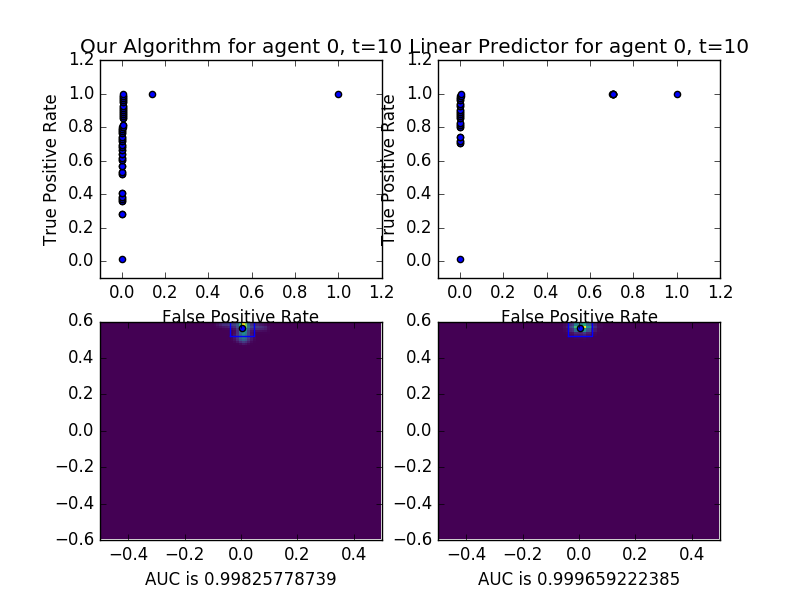 Our Algorithm for agent 0, t=10 Linear Predictor for agent 0, t=10
1.2 1.2
1.0 1.0
0.8 0.8
True Positive Rate True Positive Rate
0.6 0.6
0.4 0.4
0.2 0.2
0.0 0.0
0.0 0.2 0.4 0.6 0.8 1.0 1.2 0.0 0.2 0.4 0.6 0.8 1.0 1.2
False Positive Rate False Positive Rate
0.6 0.6
0.4 0.4
0.2 0.2
0.0 0.0
−0.2 −0.2
−0.4 −0.4
−0.6 −0.6
−0.4 −0.2 0.0 0.2 0.4 −0.4 −0.2 0.0 0.2 0.4
AUC is 0.99825778739 AUC is 0.999659222385